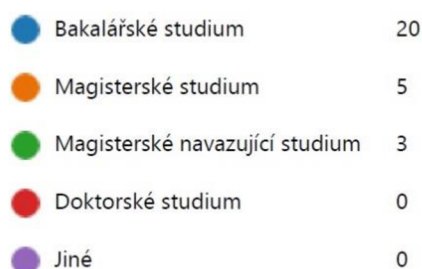 Bakalářské studium 20
Magisterské studium 5
Magisterské navazující studium 3
Doktorské studium 0
Jiné 0